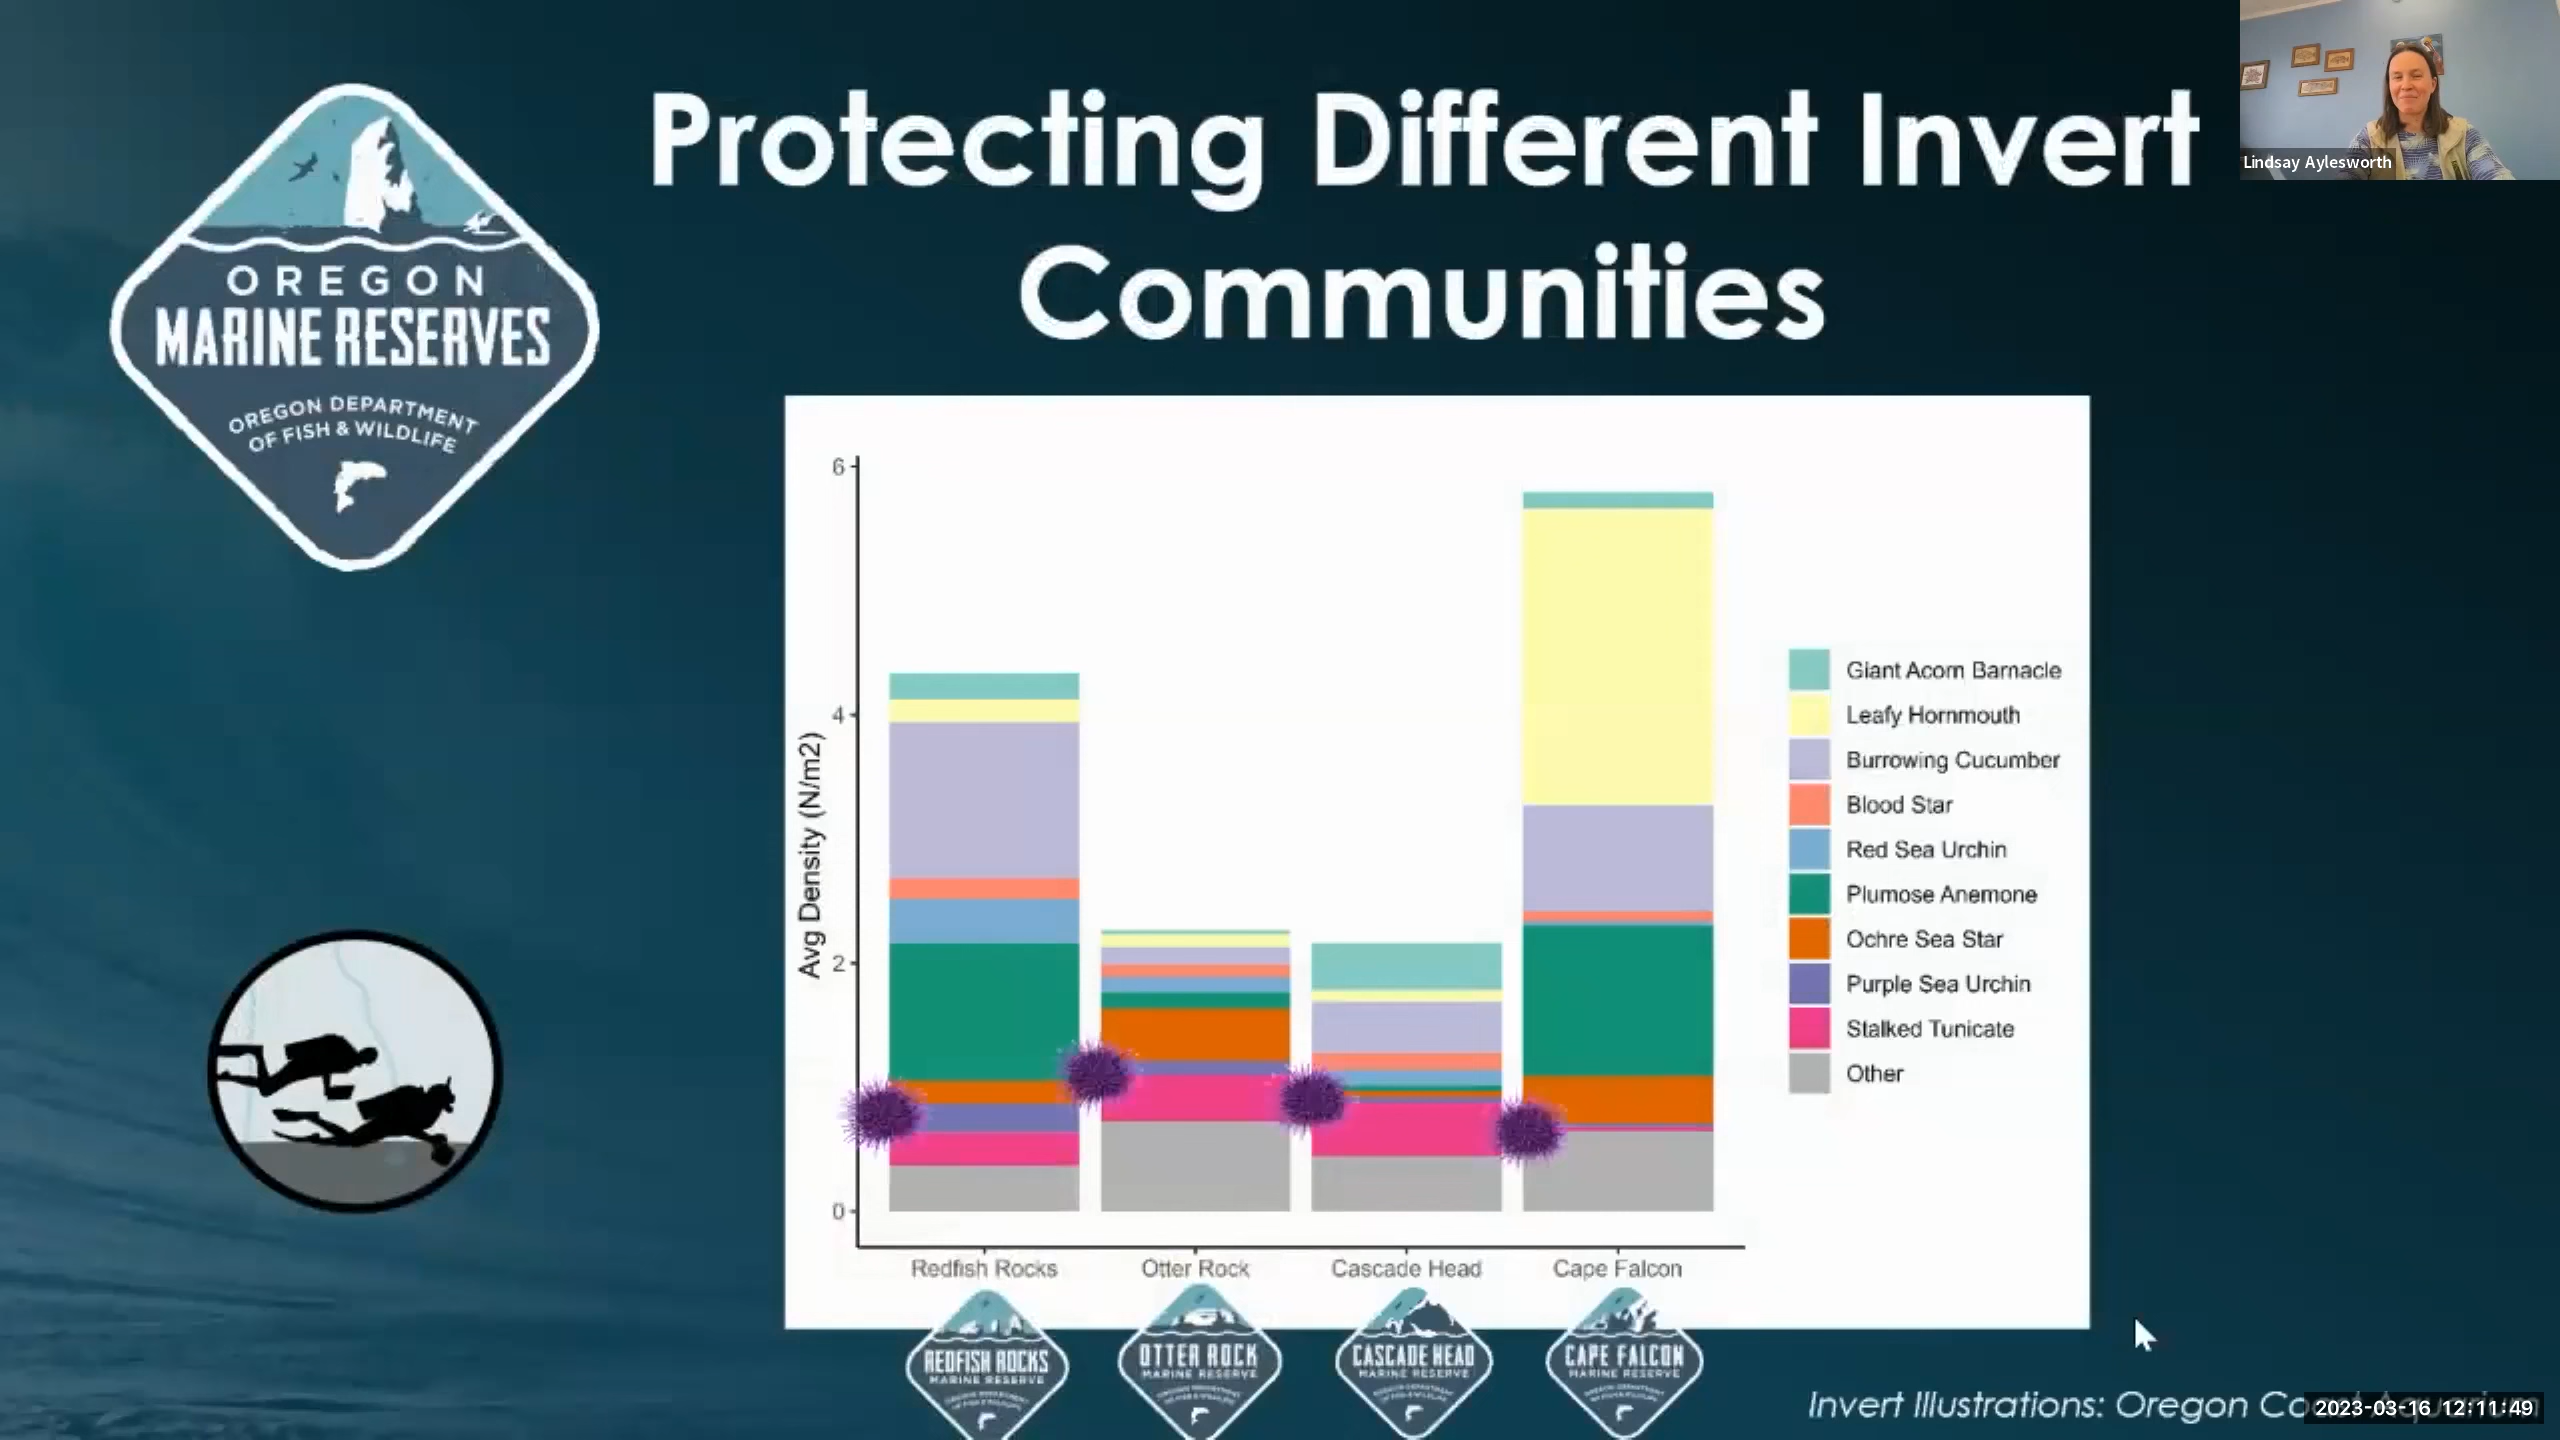 Protecting Different Invert
Communities
Lindsay Aylesworth
OREGON
MARINE RESERVES
OREGON DEPARTMENT
OF FISH & WILDLIFE
6
4
2
0
Avg Density (N/m2)
Giant Acorn Barnacle
Leafy Hornmouth
Burrowing Cucumber
Blood Star
Red Sea Urchin
Plumose Anemone
Ochre Sea Star
Purple Sea Urchin
Stalked Tunicate
Other
Redfish Rocks
Otter Rock
Cascade Head
Cape Falcon
REDFISH ROCKS
MARINE RESERVE
OTTER ROCK
MARINE RESERVE
CASCADE HEAD
MARINE RESERVE
CAPE FALCON
MARINE RESERVE
Invert Illustrations: Oregon Coast Aquarium
2023-03-16 12:11:49